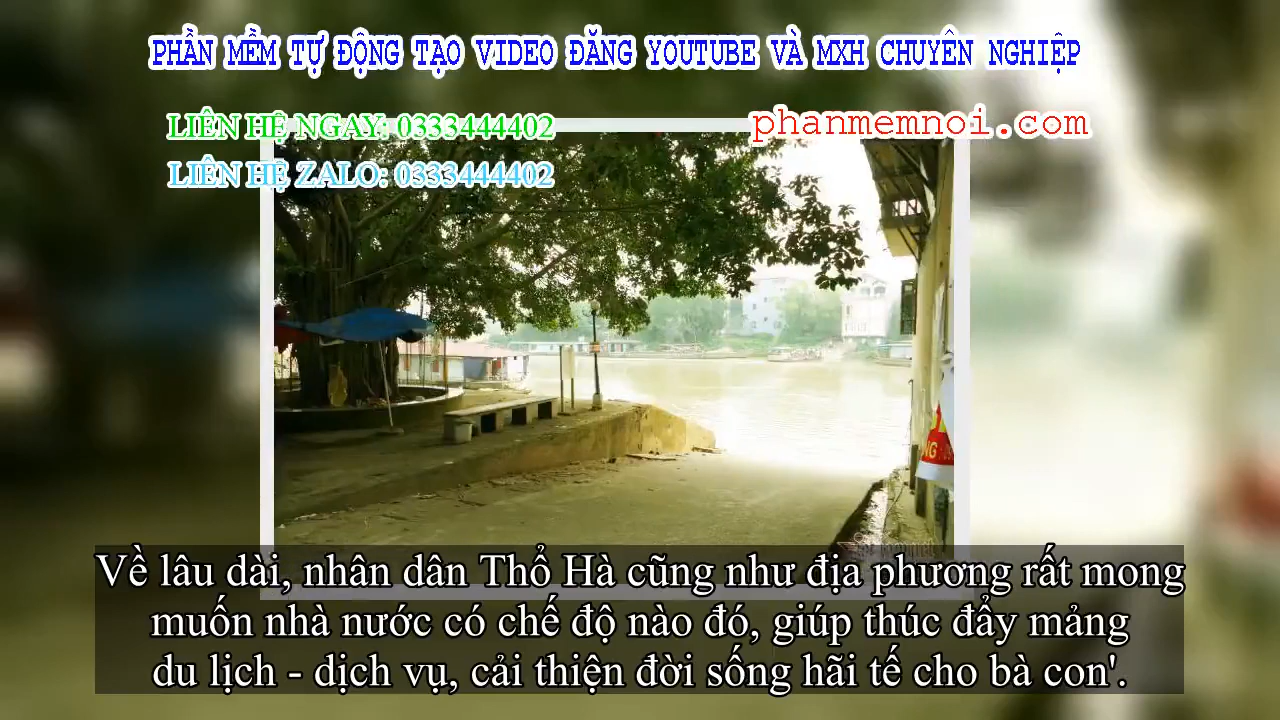 PHẦN MỀM TỰ ĐỘNG TẠO VIDEO ĐĂNG YOUTUBE VÀ MXH CHUYÊN NGHIỆP
LIÊN HỆ NGAY: 0333444402
phanmemnoi.com
LIÊN HỆ ZALO: 0333444402
Về lâu dài, nhân dân Thổ Hà cũng như địa phương rất mong
muốn nhà nước có chế độ nào đó, giúp thúc đẩy mảng
du lịch - dịch vụ, cải thiện đời sống hãi tế cho bà con'.